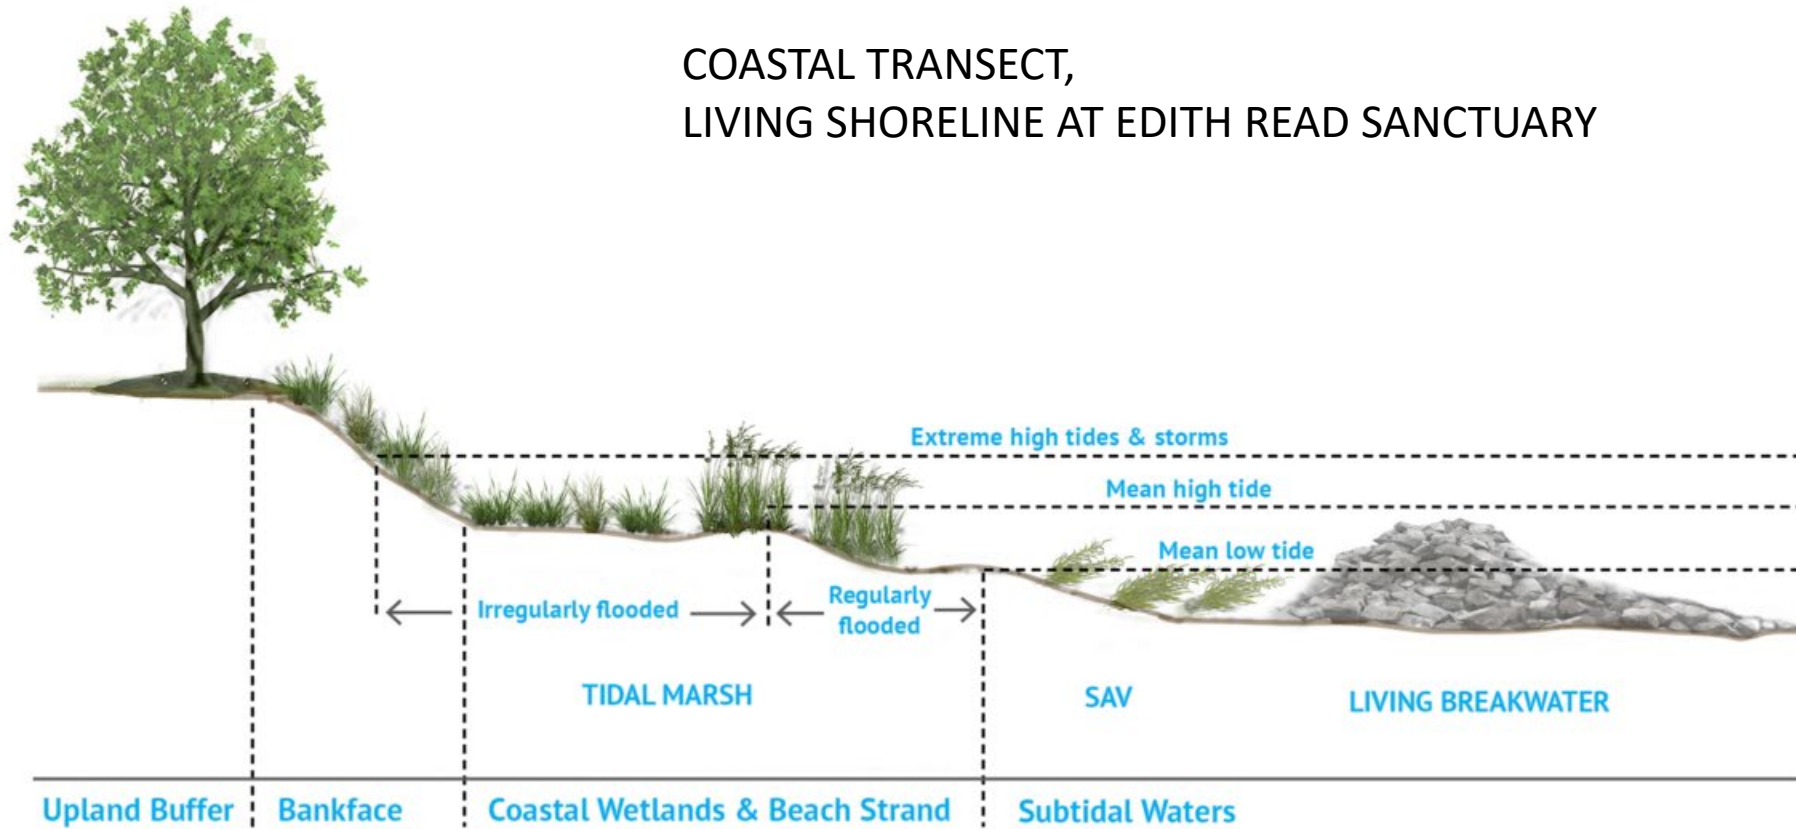 COASTAL TRANSECT,
LIVING SHORELINE AT EDITH READ SANCTUARY
Extreme high tides & storms
Mean high tide
Mean low tide
Irregularly flooded
Regularly
flooded
TIDAL MARSH
SAV
LIVING BREAKWATER
Upland Buffer
Bankface
Coastal Wetlands & Beach Strand
Subtidal Waters